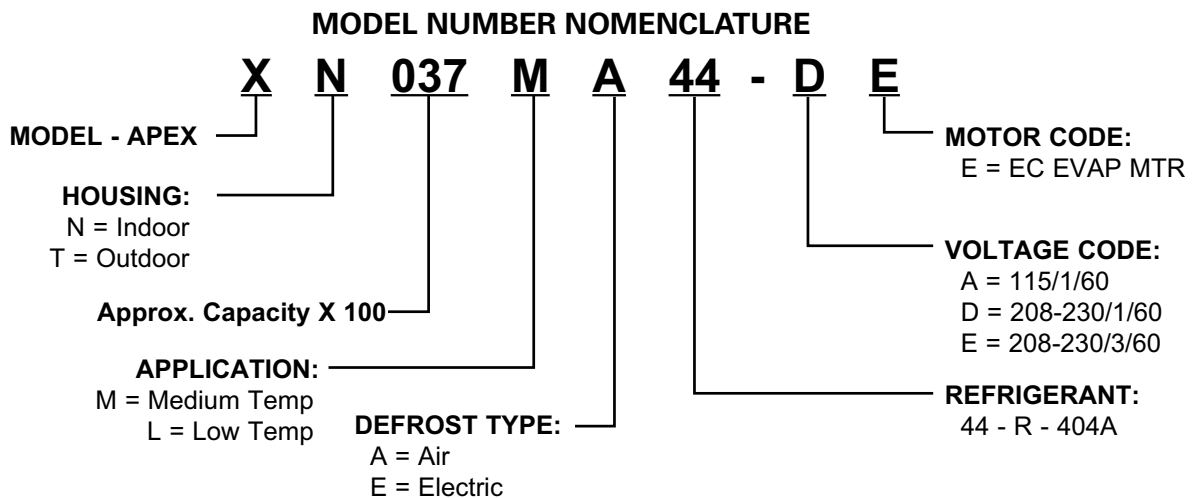 MODEL NUMBER NOMENCLATURE
X N 037 M A 44 - D E
MODEL - APEX
HOUSING:
N = Indoor
T = Outdoor
Approx. Capacity X 100
APPLICATION:
M = Medium Temp
L = Low Temp
DEFROST TYPE:
A = Air
E = Electric
MOTOR CODE:
E = EC EVAP MTR
VOLTAGE CODE:
A = 115/1/60
D = 208-230/1/60
E = 208-230/3/60
REFRIGERANT:
44 - R - 404A